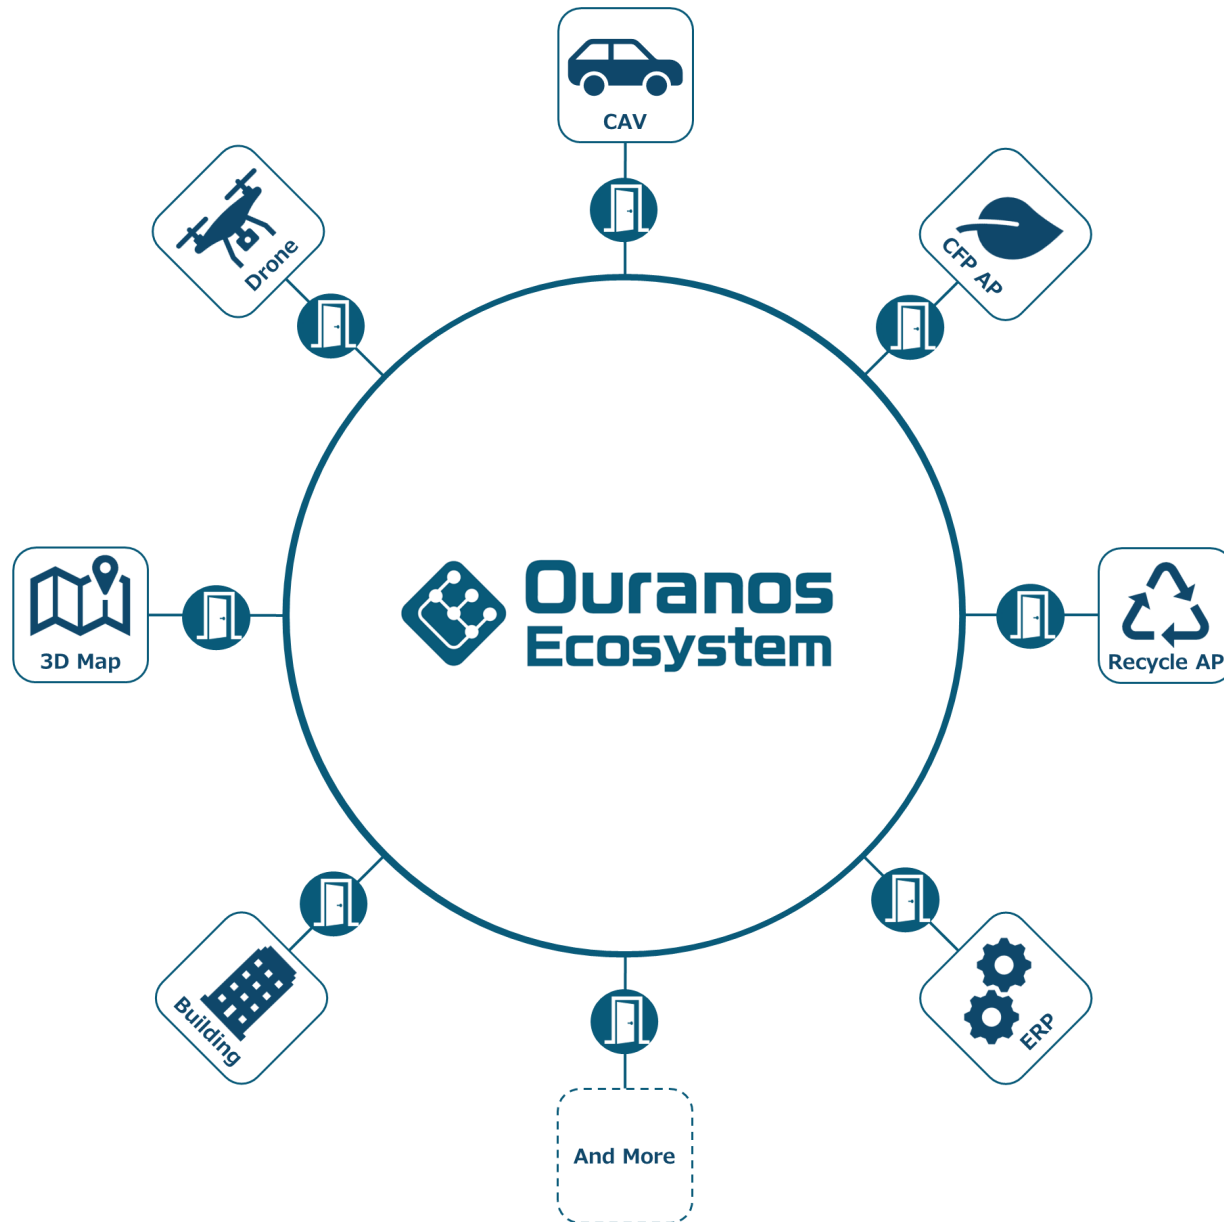 CAV
Drone
CFP AP
Ouranos
Ecosystem
3D Map
Recycle AP
Building
ERP
And More